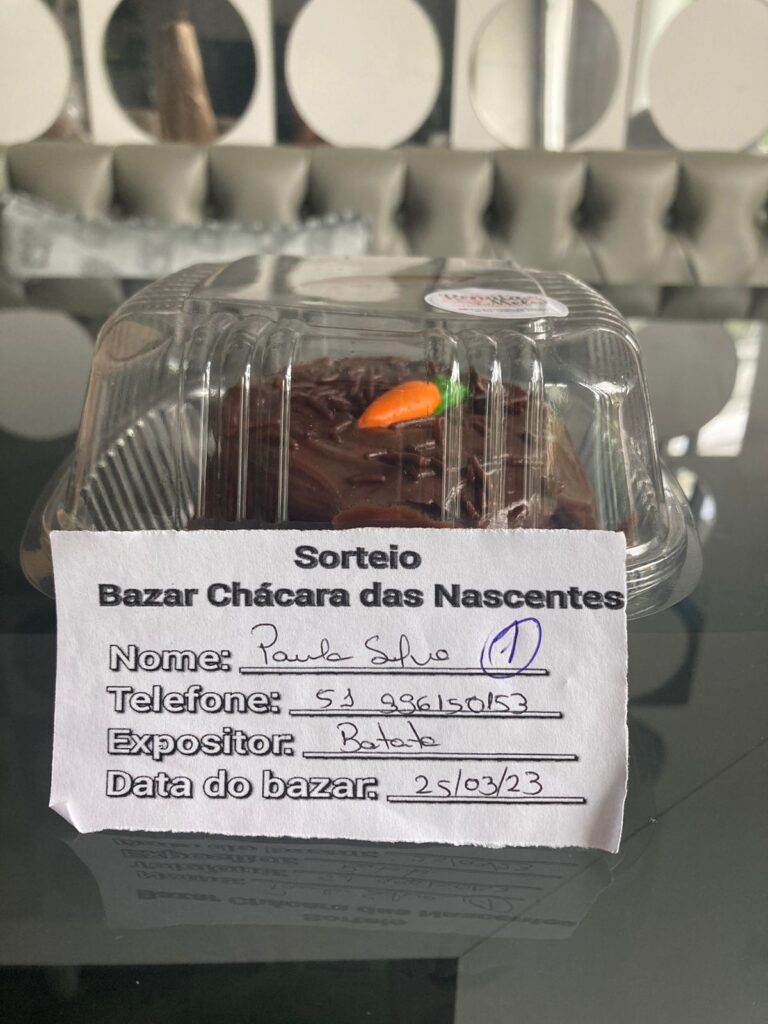 Sorteio
Bazar Chácara das Nascentes
Nome: Paula Silva 1
Telefone: 51 996150153
Expositor: Batata
Data do bazar: 25/03/23